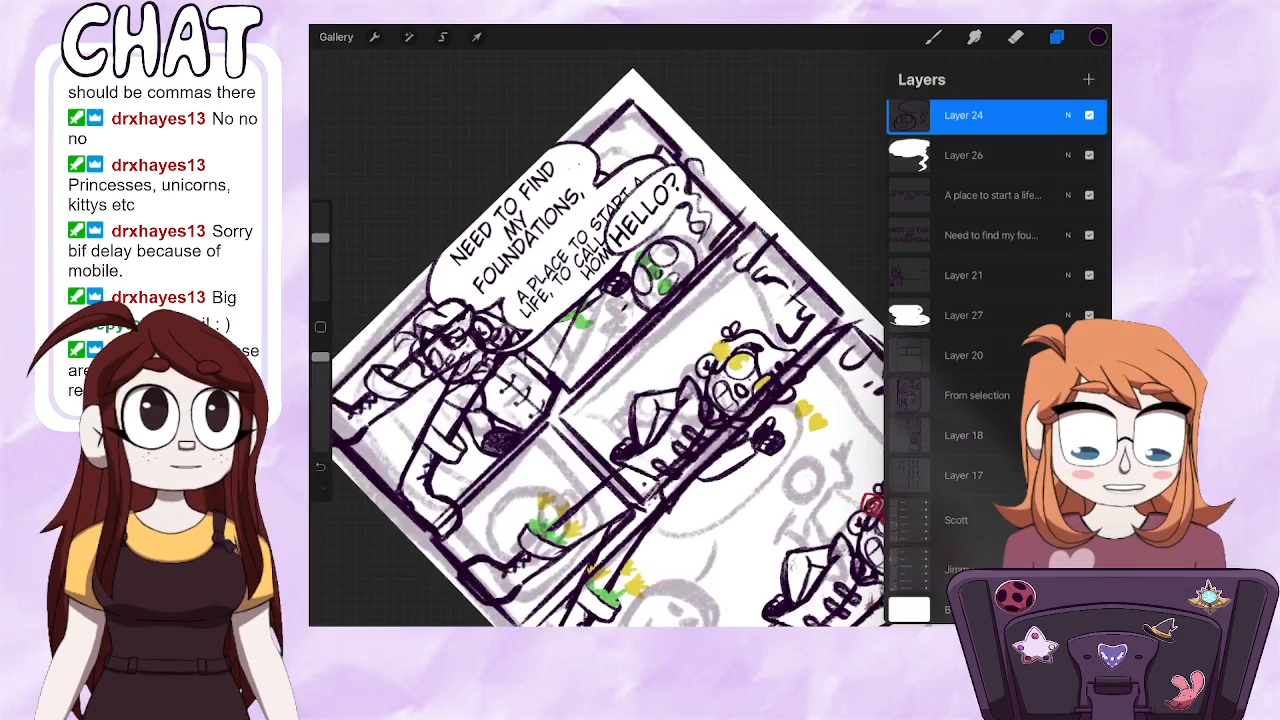 CHAT
should be commas there
drxhayes13 No no
no
drxhayes13
Princesses, unicorns,
kittys etc
drxhayes13 Sorry
bif delay because of
mobile.
drxhayes13 Big
: )
Gallery
NEED TO FIND
MY
FOUNDATIONS,
A PLACE TO START A
LIFE, TO CALL
HELLO?
Layers
Layer 24 N
Layer 26 N
A place to start a life... N
Need to find my fou... N
Layer 21 N
Layer 27 N
Layer 20
From selection
Layer 18
Layer 17
Scott